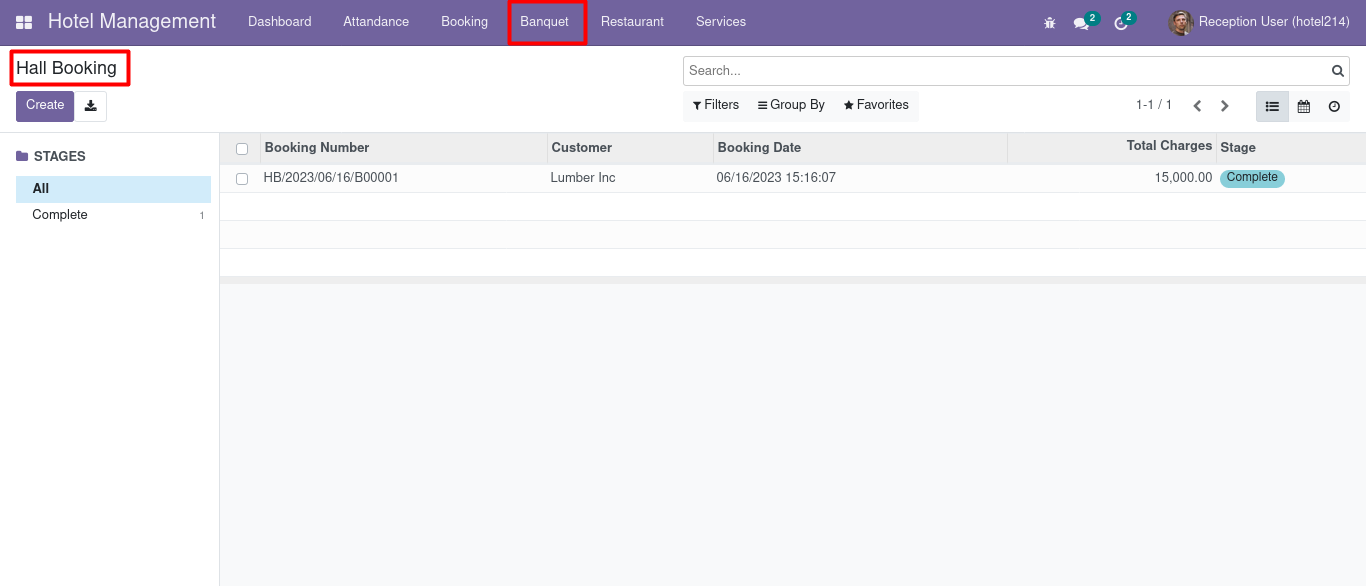 Hotel Management Dashboard Attendance Booking Banquet Restaurant Services 2 2 Reception User (hotel214)
Hall Booking
Search...
Create
Filters Group By Favorites 1-1 / 1
STAGES
All
Complete 1
Booking Number Customer Booking Date Total Charges Stage
HB/2023/06/16/B00001 Lumber Inc 06/16/2023 15:16:07 15,000.00 Complete